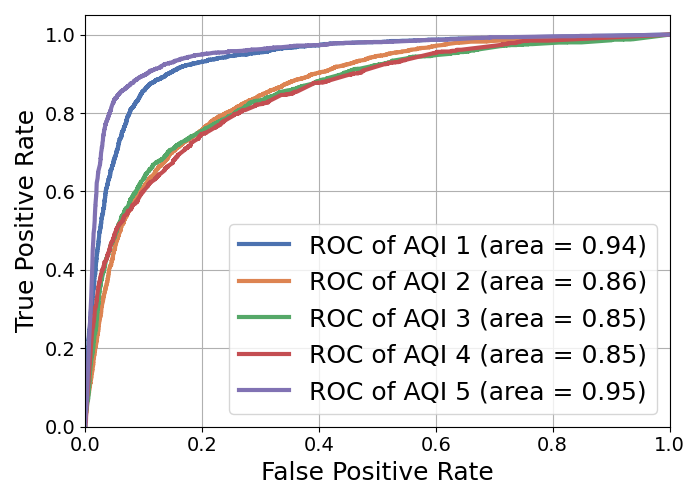 1.0
0.8
0.6
0.4
0.2
0.0
True Positive Rate
ROC of AQI 1 (area = 0.94)
ROC of AQI 2 (area = 0.86)
ROC of AQI 3 (area = 0.85)
ROC of AQI 4 (area = 0.85)
ROC of AQI 5 (area = 0.95)
0.0 0.2 0.4 0.6 0.8 1.0
False Positive Rate